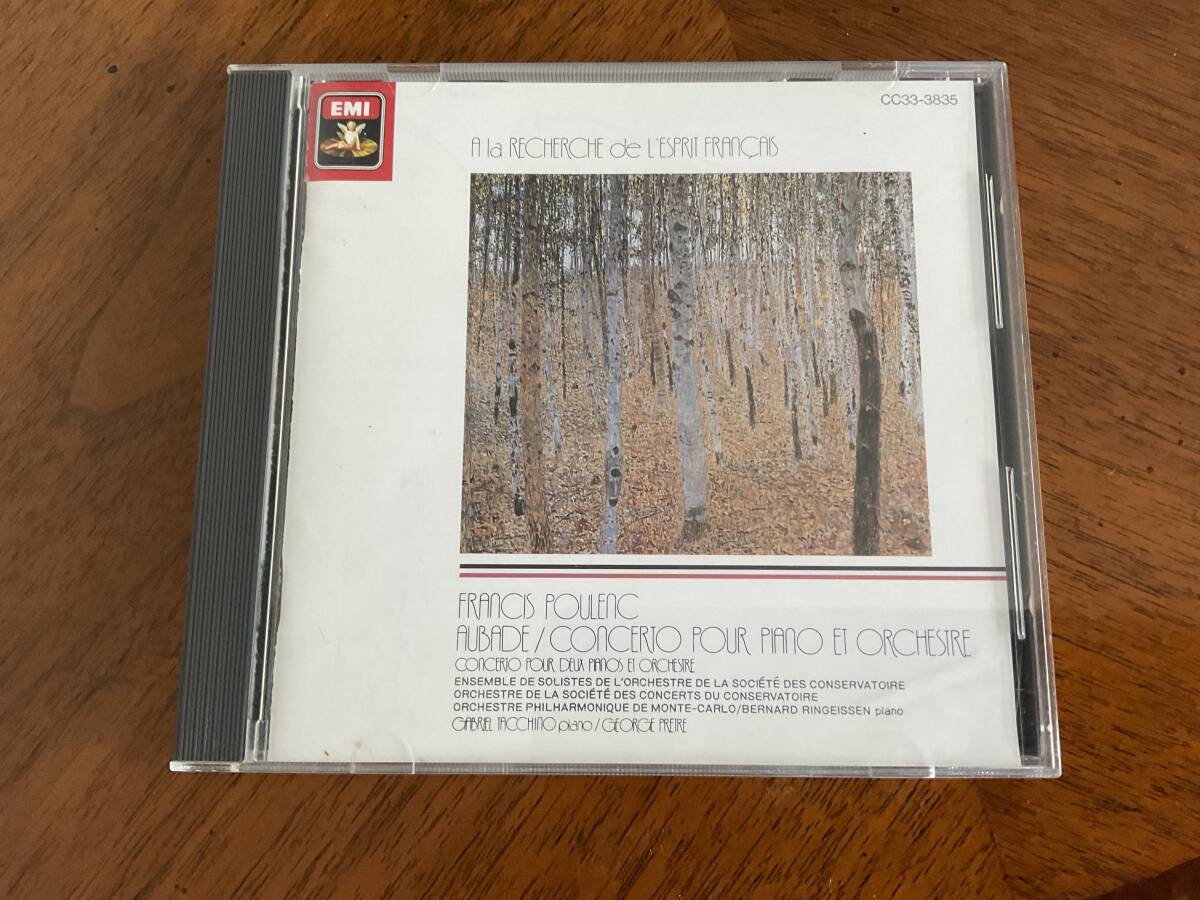 EMI
CC33-3835
A la RECHERCHE de L'ESPRIT FRANÇAIS
FRANCIS POULENC
AUBADE/CONCERTO POUR PIANO ET ORCHESTRE
CONCERTO POUR DEUX PIANOS ET ORCHESTRE
ENSEMBLE DE SOLISTES DE L'ORCHESTRE DE LA SOCIÉTÉ DES CONSERVATOIRE
ORCHESTRE DE LA SOCIÉTÉ DES CONCERTS DU CONSERVATOIRE
ORCHESTRE PHILHARMONIQUE DE MONTE-CARLO/BERNARD RINGEISSEN piano
GABRIEL TACCHINO piano/GEORGE PRETRE